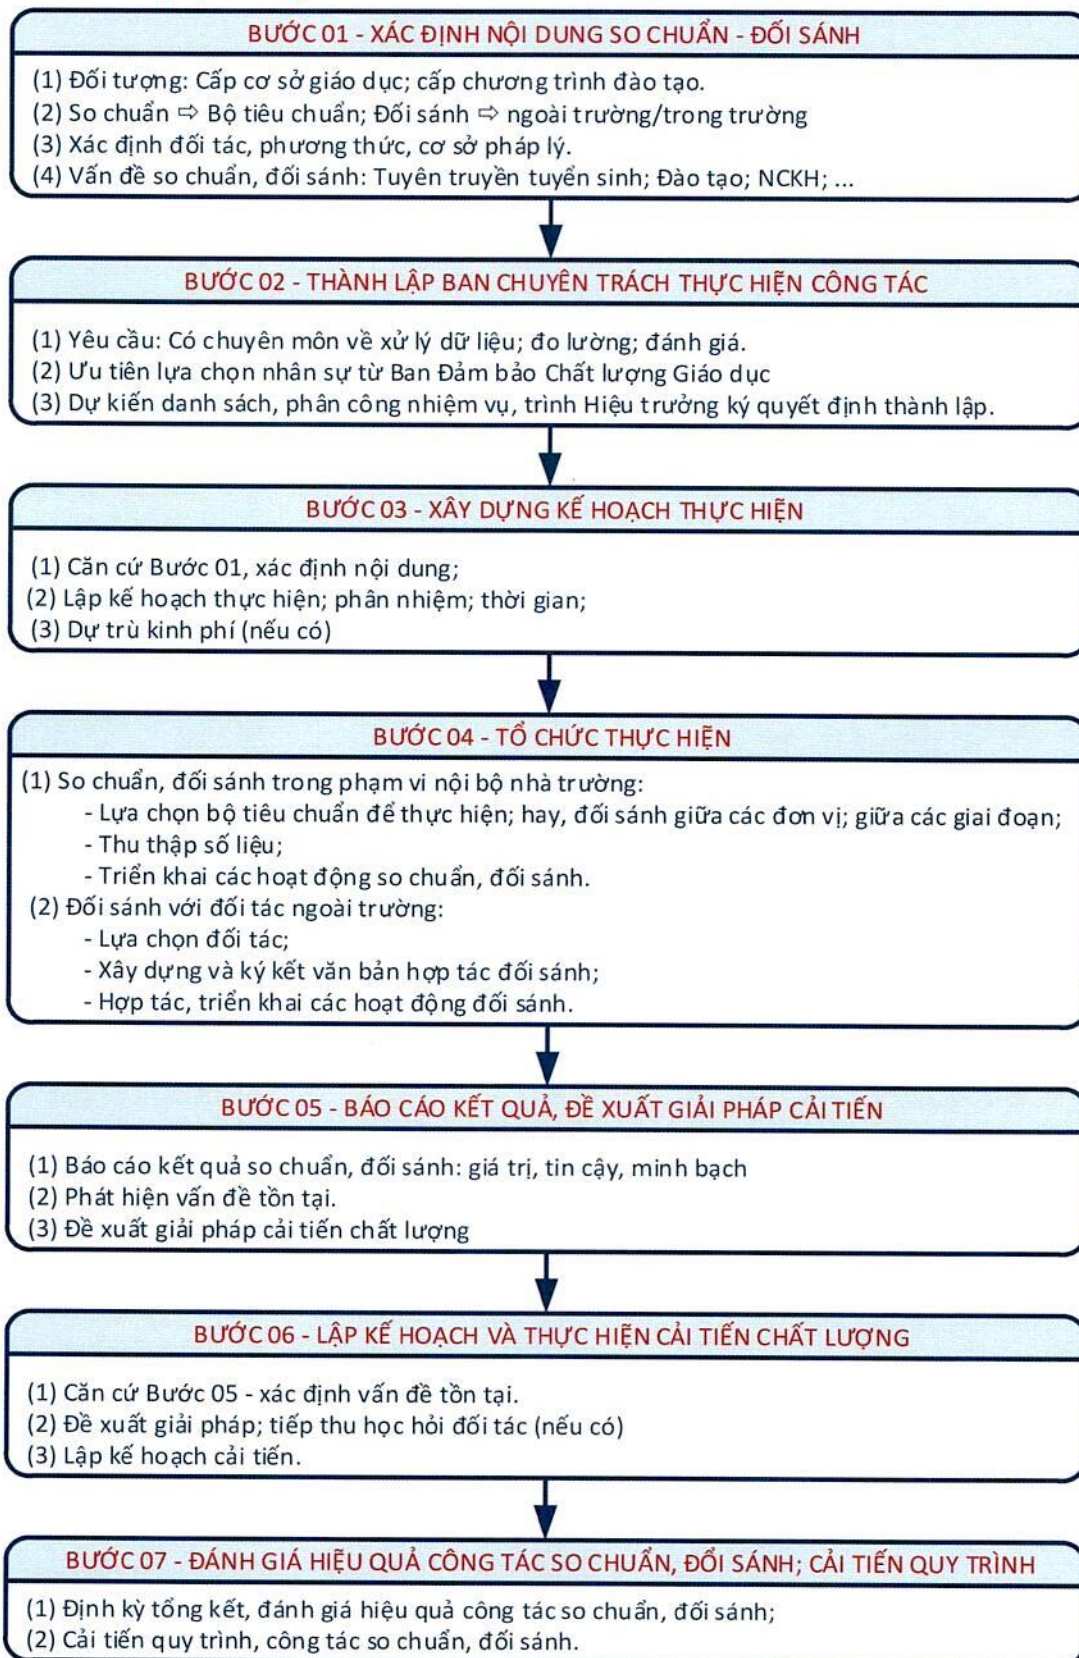 BƯỚC 01 - XÁC ĐỊNH NỘI DUNG SO CHUẨN - ĐỐI SÁNH
(1) Đối tượng: Cấp cơ sở giáo dục; cấp chương trình đào tạo.
(2) So chuẩn ⇨ Bộ tiêu chuẩn; Đối sánh ⇨ ngoài trường/trong trường
(3) Xác định đối tác, phương thức, cơ sở pháp lý.
(4) Vấn đề so chuẩn, đối sánh: Tuyên truyền tuyển sinh; Đào tạo; NCKH; ...
BƯỚC 02 - THÀNH LẬP BAN CHUYÊN TRÁCH THỰC HIỆN CÔNG TÁC
(1) Yêu cầu: Có chuyên môn về xử lý dữ liệu; đo lường; đánh giá.
(2) Ưu tiên lựa chọn nhân sự từ Ban Đảm bảo Chất lượng Giáo dục
(3) Dự kiến danh sách, phân công nhiệm vụ, trình Hiệu trưởng ký quyết định thành lập.
BƯỚC 03 - XÂY DỰNG KẾ HOẠCH THỰC HIỆN
(1) Căn cứ Bước 01, xác định nội dung;
(2) Lập kế hoạch thực hiện; phân nhiệm; thời gian;
(3) Dự trù kinh phí (nếu có)
BƯỚC 04 - TỔ CHỨC THỰC HIỆN
(1) So chuẩn, đối sánh trong phạm vi nội bộ nhà trường:
- Lựa chọn bộ tiêu chuẩn để thực hiện; hay, đối sánh giữa các đơn vị; giữa các giai đoạn;
- Thu thập số liệu;
- Triển khai các hoạt động so chuẩn, đối sánh.
(2) Đối sánh với đối tác ngoài trường:
- Lựa chọn đối tác;
- Xây dựng và ký kết văn bản hợp tác đối sánh;
- Hợp tác, triển khai các hoạt động đối sánh.
BƯỚC 05 - BÁO CÁO KẾT QUẢ, ĐỀ XUẤT GIẢI PHÁP CẢI TIẾN
(1) Báo cáo kết quả so chuẩn, đối sánh: giá trị, tin cậy, minh bạch
(2) Phát hiện vấn đề tồn tại.
(3) Đề xuất giải pháp cải tiến chất lượng
BƯỚC 06 - LẬP KẾ HOẠCH VÀ THỰC HIỆN CẢI TIẾN CHẤT LƯỢNG
(1) Căn cứ Bước 05 - xác định vấn đề tồn tại.
(2) Đề xuất giải pháp; tiếp thu học hỏi đối tác (nếu có)
(3) Lập kế hoạch cải tiến.
BƯỚC 07 - ĐÁNH GIÁ HIỆU QUẢ CÔNG TÁC SO CHUẨN, ĐỔI SÁNH; CẢI TIẾN QUY TRÌNH
(1) Định kỳ tổng kết, đánh giá hiệu quả công tác so chuẩn, đối sánh;
(2) Cải tiến quy trình, công tác so chuẩn, đối sánh.